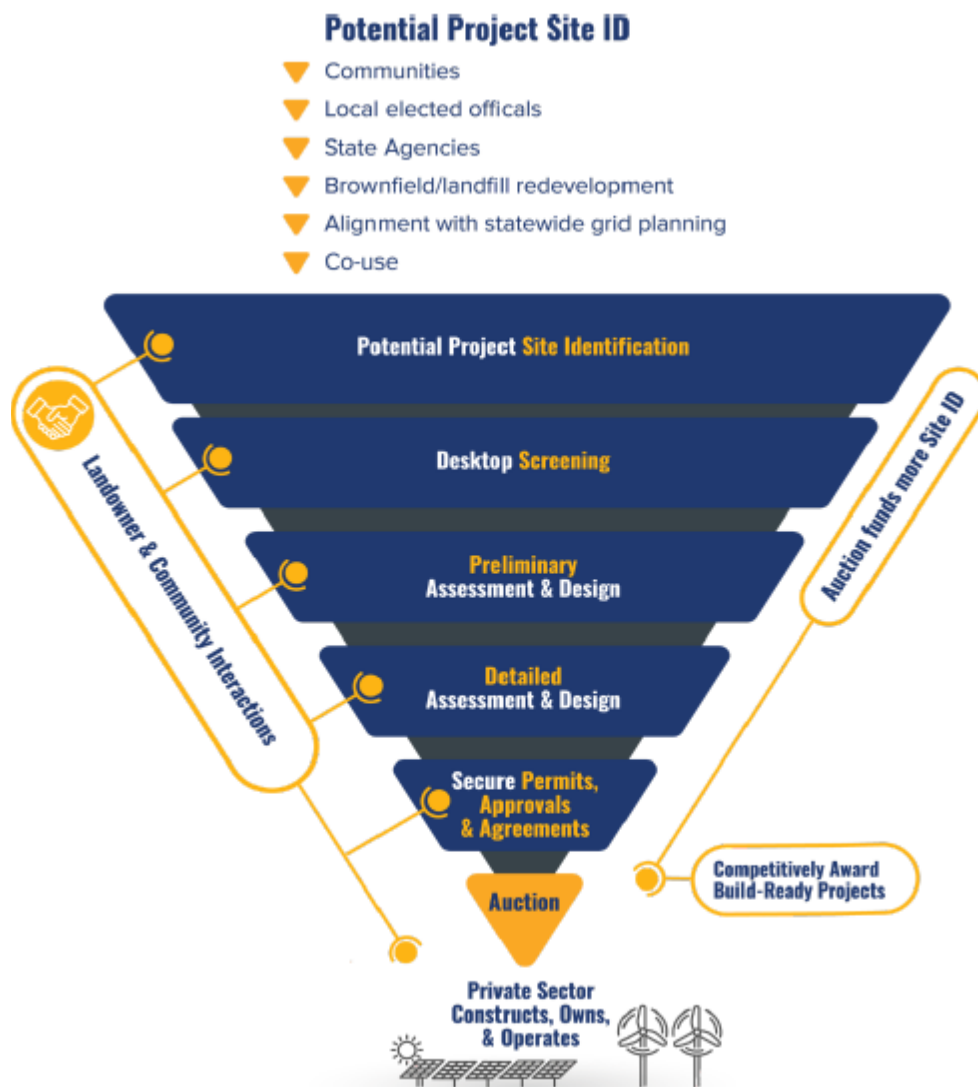 Potential Project Site ID
Communities
Local elected officals
State Agencies
Brownfield/landfill redevelopment
Alignment with statewide grid planning
Co-use
Potential Project Site Identification
Desktop Screening
Preliminary
Assessment & Design
Detailed
Assessment & Design
Secure Permits,
Approvals
& Agreements
Auction
Landowner & Community Interactions
Auction funds more Site ID
Competitively Award
Build-Ready Projects
Private Sector
Constructs, Owns,
& Operates